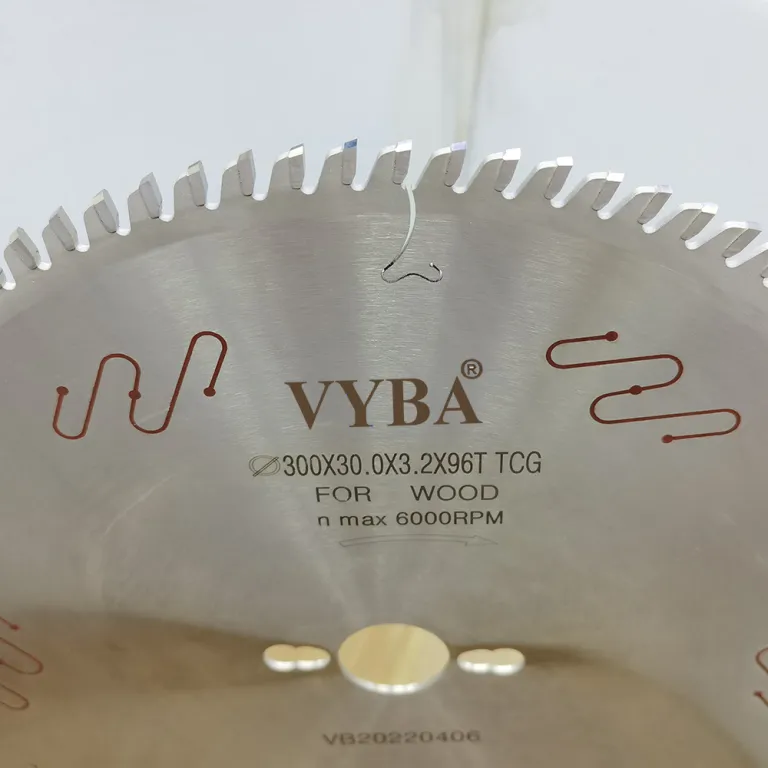 VYBA®
⌀300X30.0X3.2X96T TCG
FOR WOOD
n max 6000RPM
VB20220406